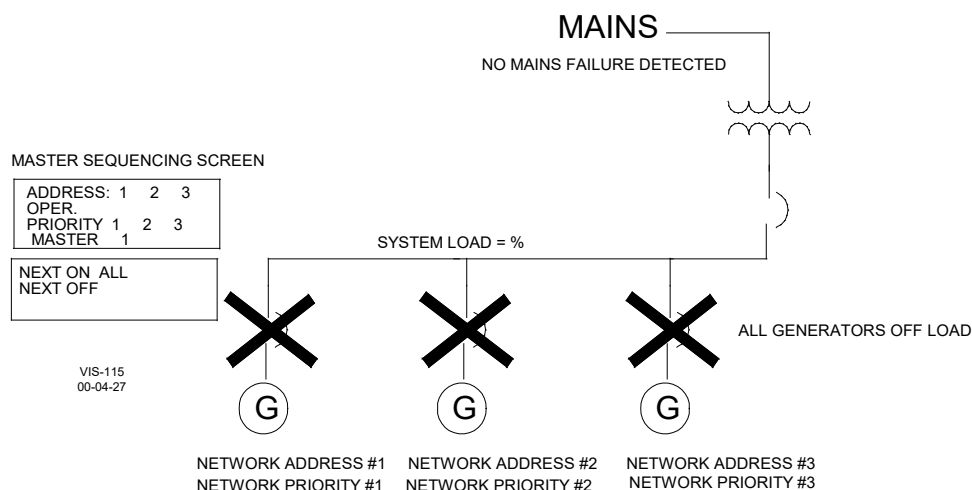 MAINS
NO MAINS FAILURE DETECTED
MASTER SEQUENCING SCREEN
ADDRESS: 1 2 3
OPER.
PRIORITY 1 2 3
MASTER 1
SYSTEM LOAD = %
NEXT ON ALL
NEXT OFF
ALL GENERATORS OFF LOAD
VIS-115
00-04-27
G G G
NETWORK ADDRESS #1 NETWORK ADDRESS #2 NETWORK ADDRESS #3
NETWORK PRIORITY #1 NETWORK PRIORITY #2 NETWORK PRIORITY #3